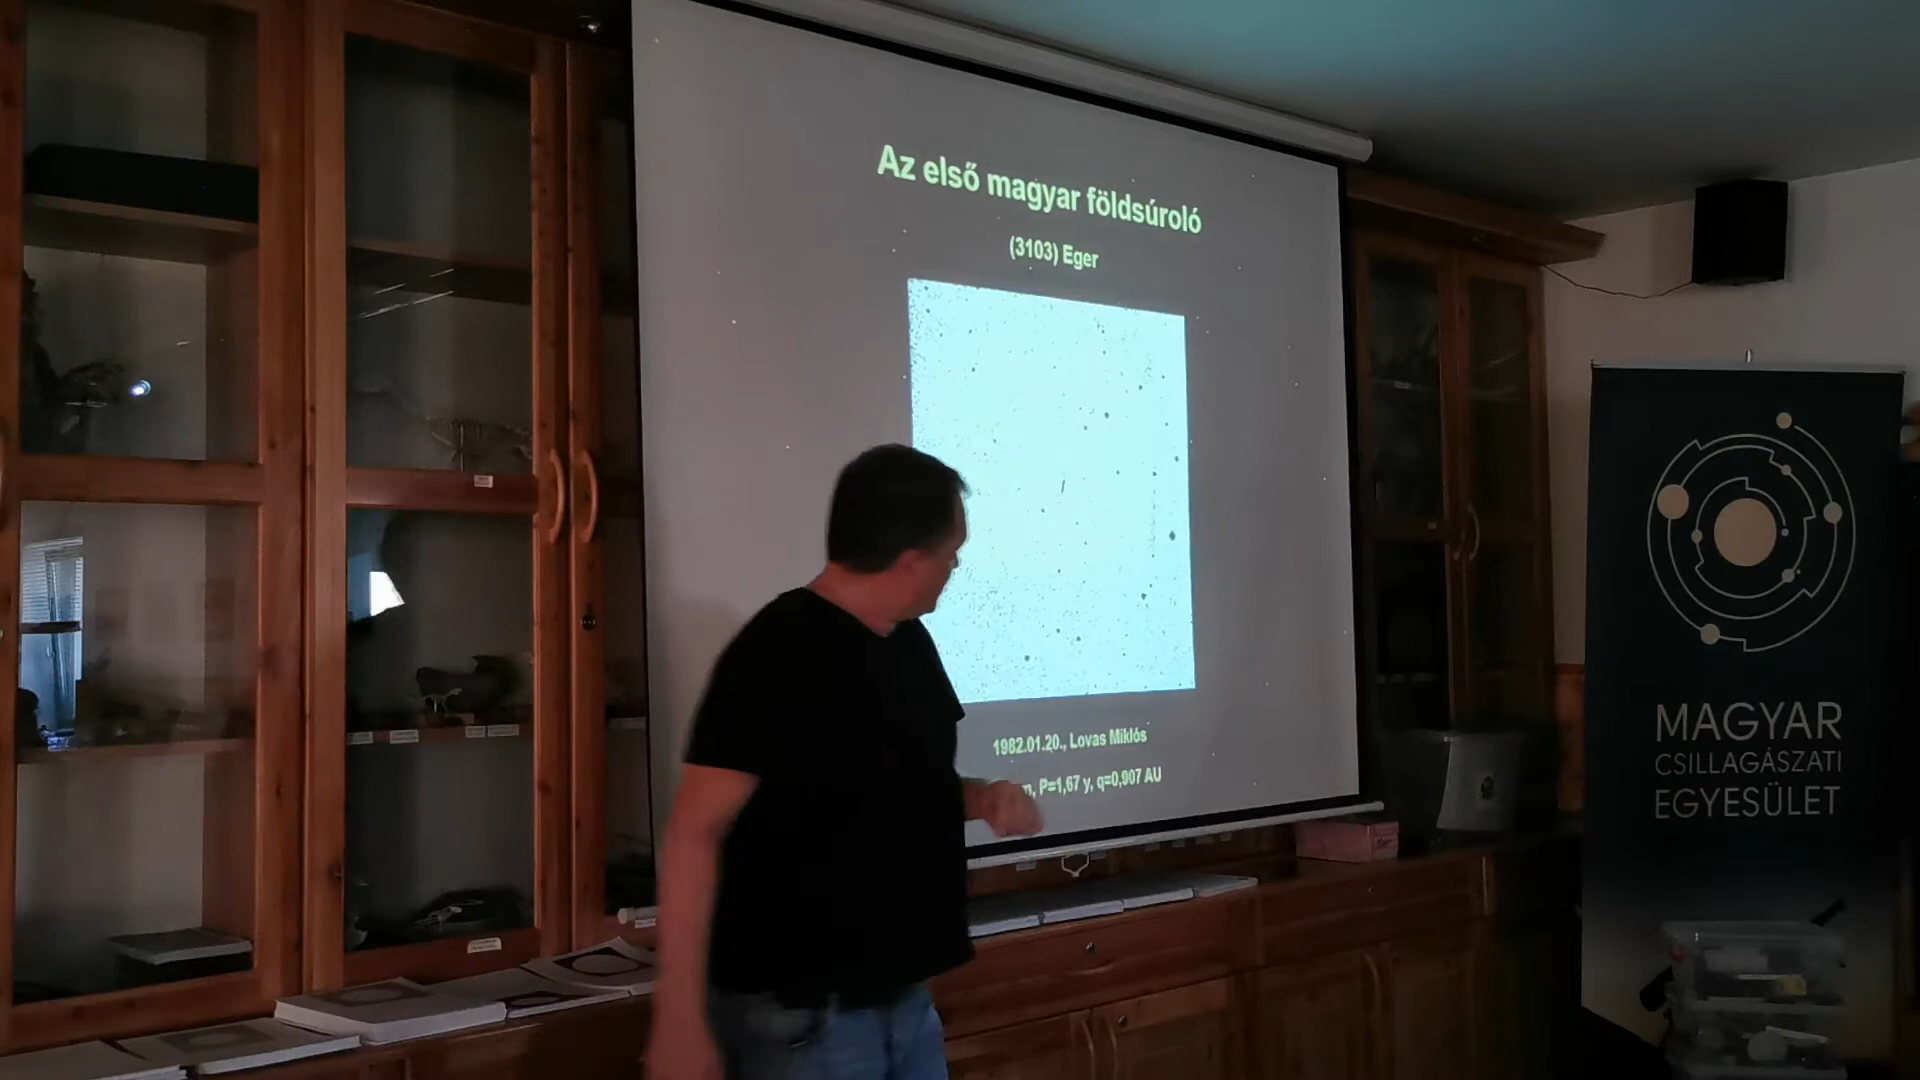 Az első magyar földsúroló
(3103) Eger
1982.01.20., Lovas Miklós
P=1,67 y, q=0,907 AU
MAGYAR
CSILLAGÁSZATI
EGYESÜLET